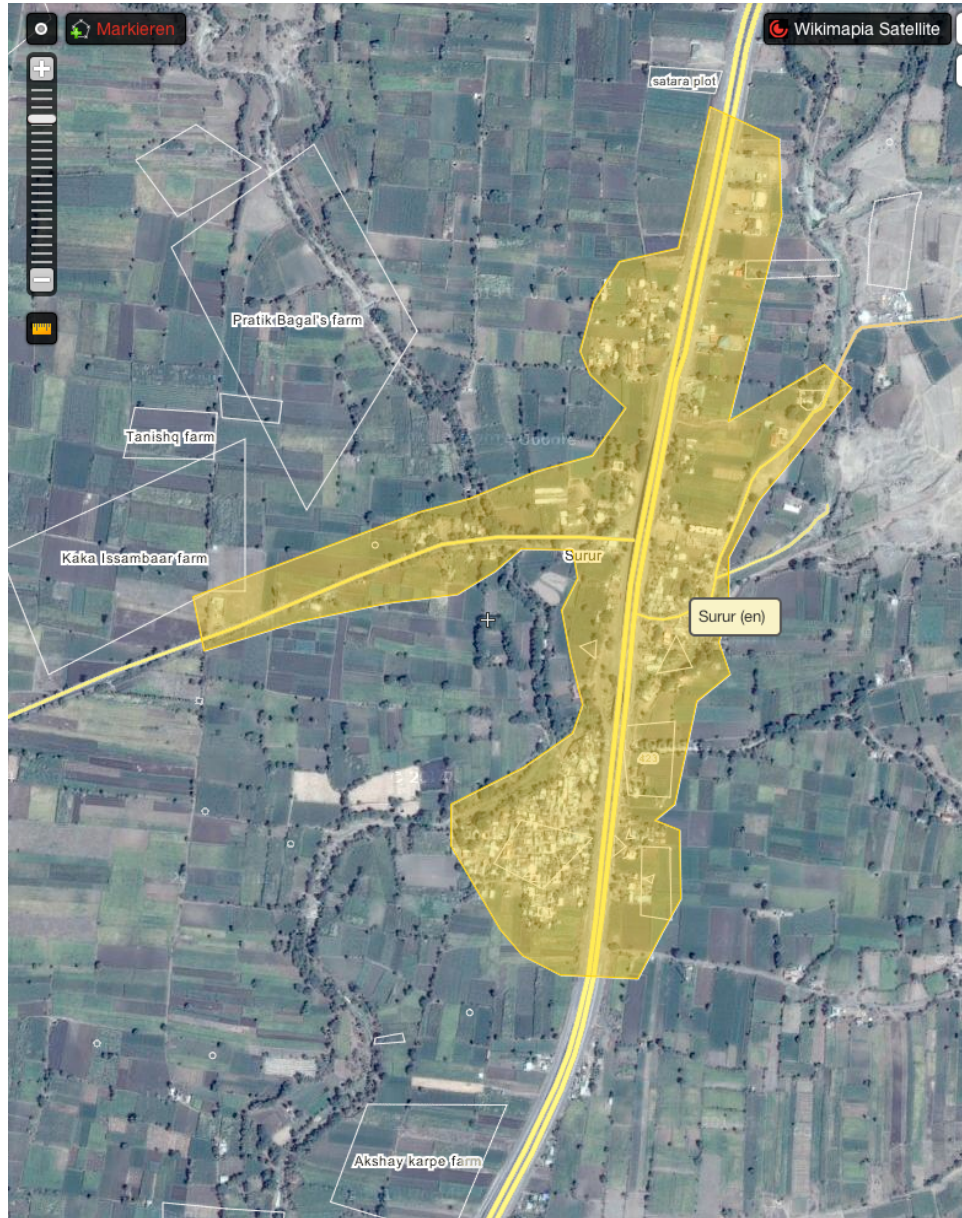 Markieren
Wikimapia Satellite
satara plot
Pratik Bagal's farm
Tanishq farm
Kaka Issambaar farm
Surur
Surur (en)
423
Akshay karpe farm